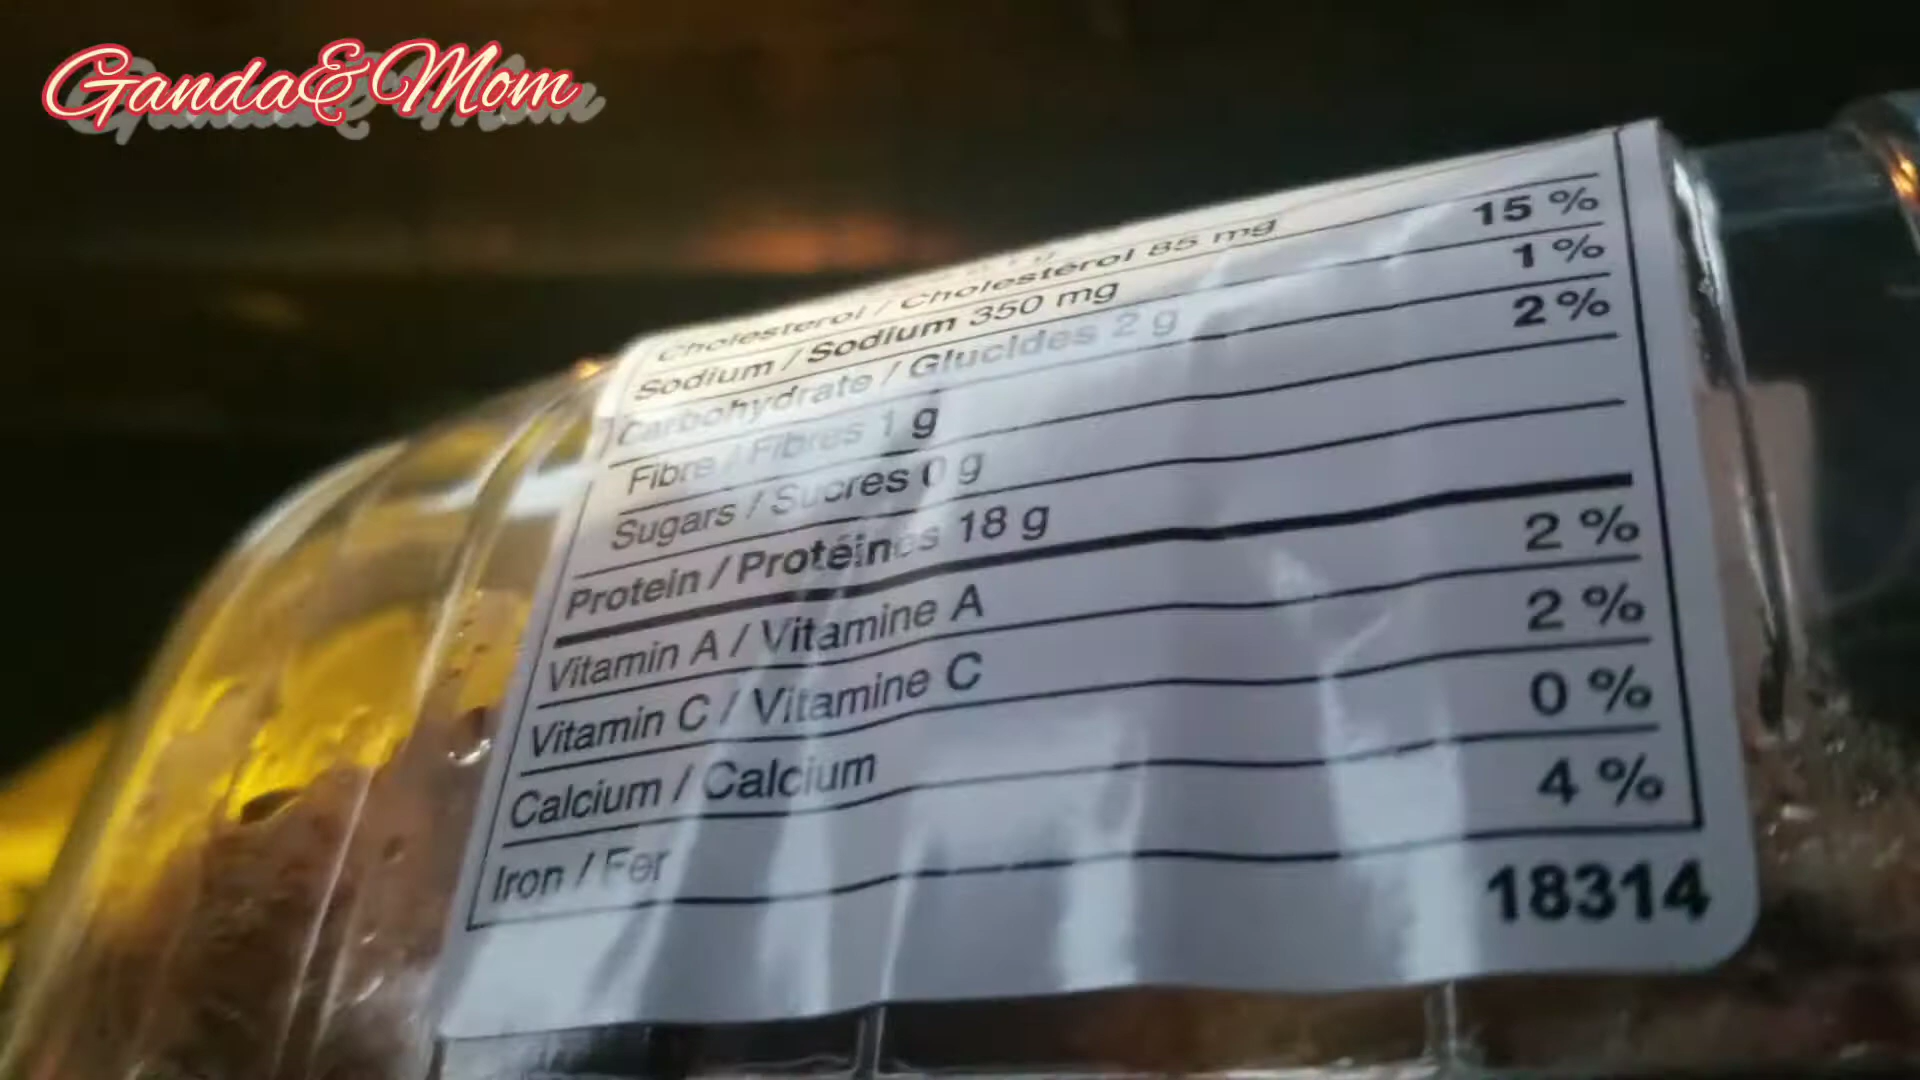 Ganda&Mom
Cholesterol / Cholestérol 85 mg
Sodium / Sodium 350 mg 15 %
Carbohydrate / Glucides 2 g 1 %
Fibre / Fibres 1 g 2 %
Sugars / Sucres 0 g
Protein / Protéines 18 g
Vitamin A / Vitamine A 2 %
Vitamin C / Vitamine C 2 %
Calcium / Calcium 0 %
Iron / Fer 4 %
18314